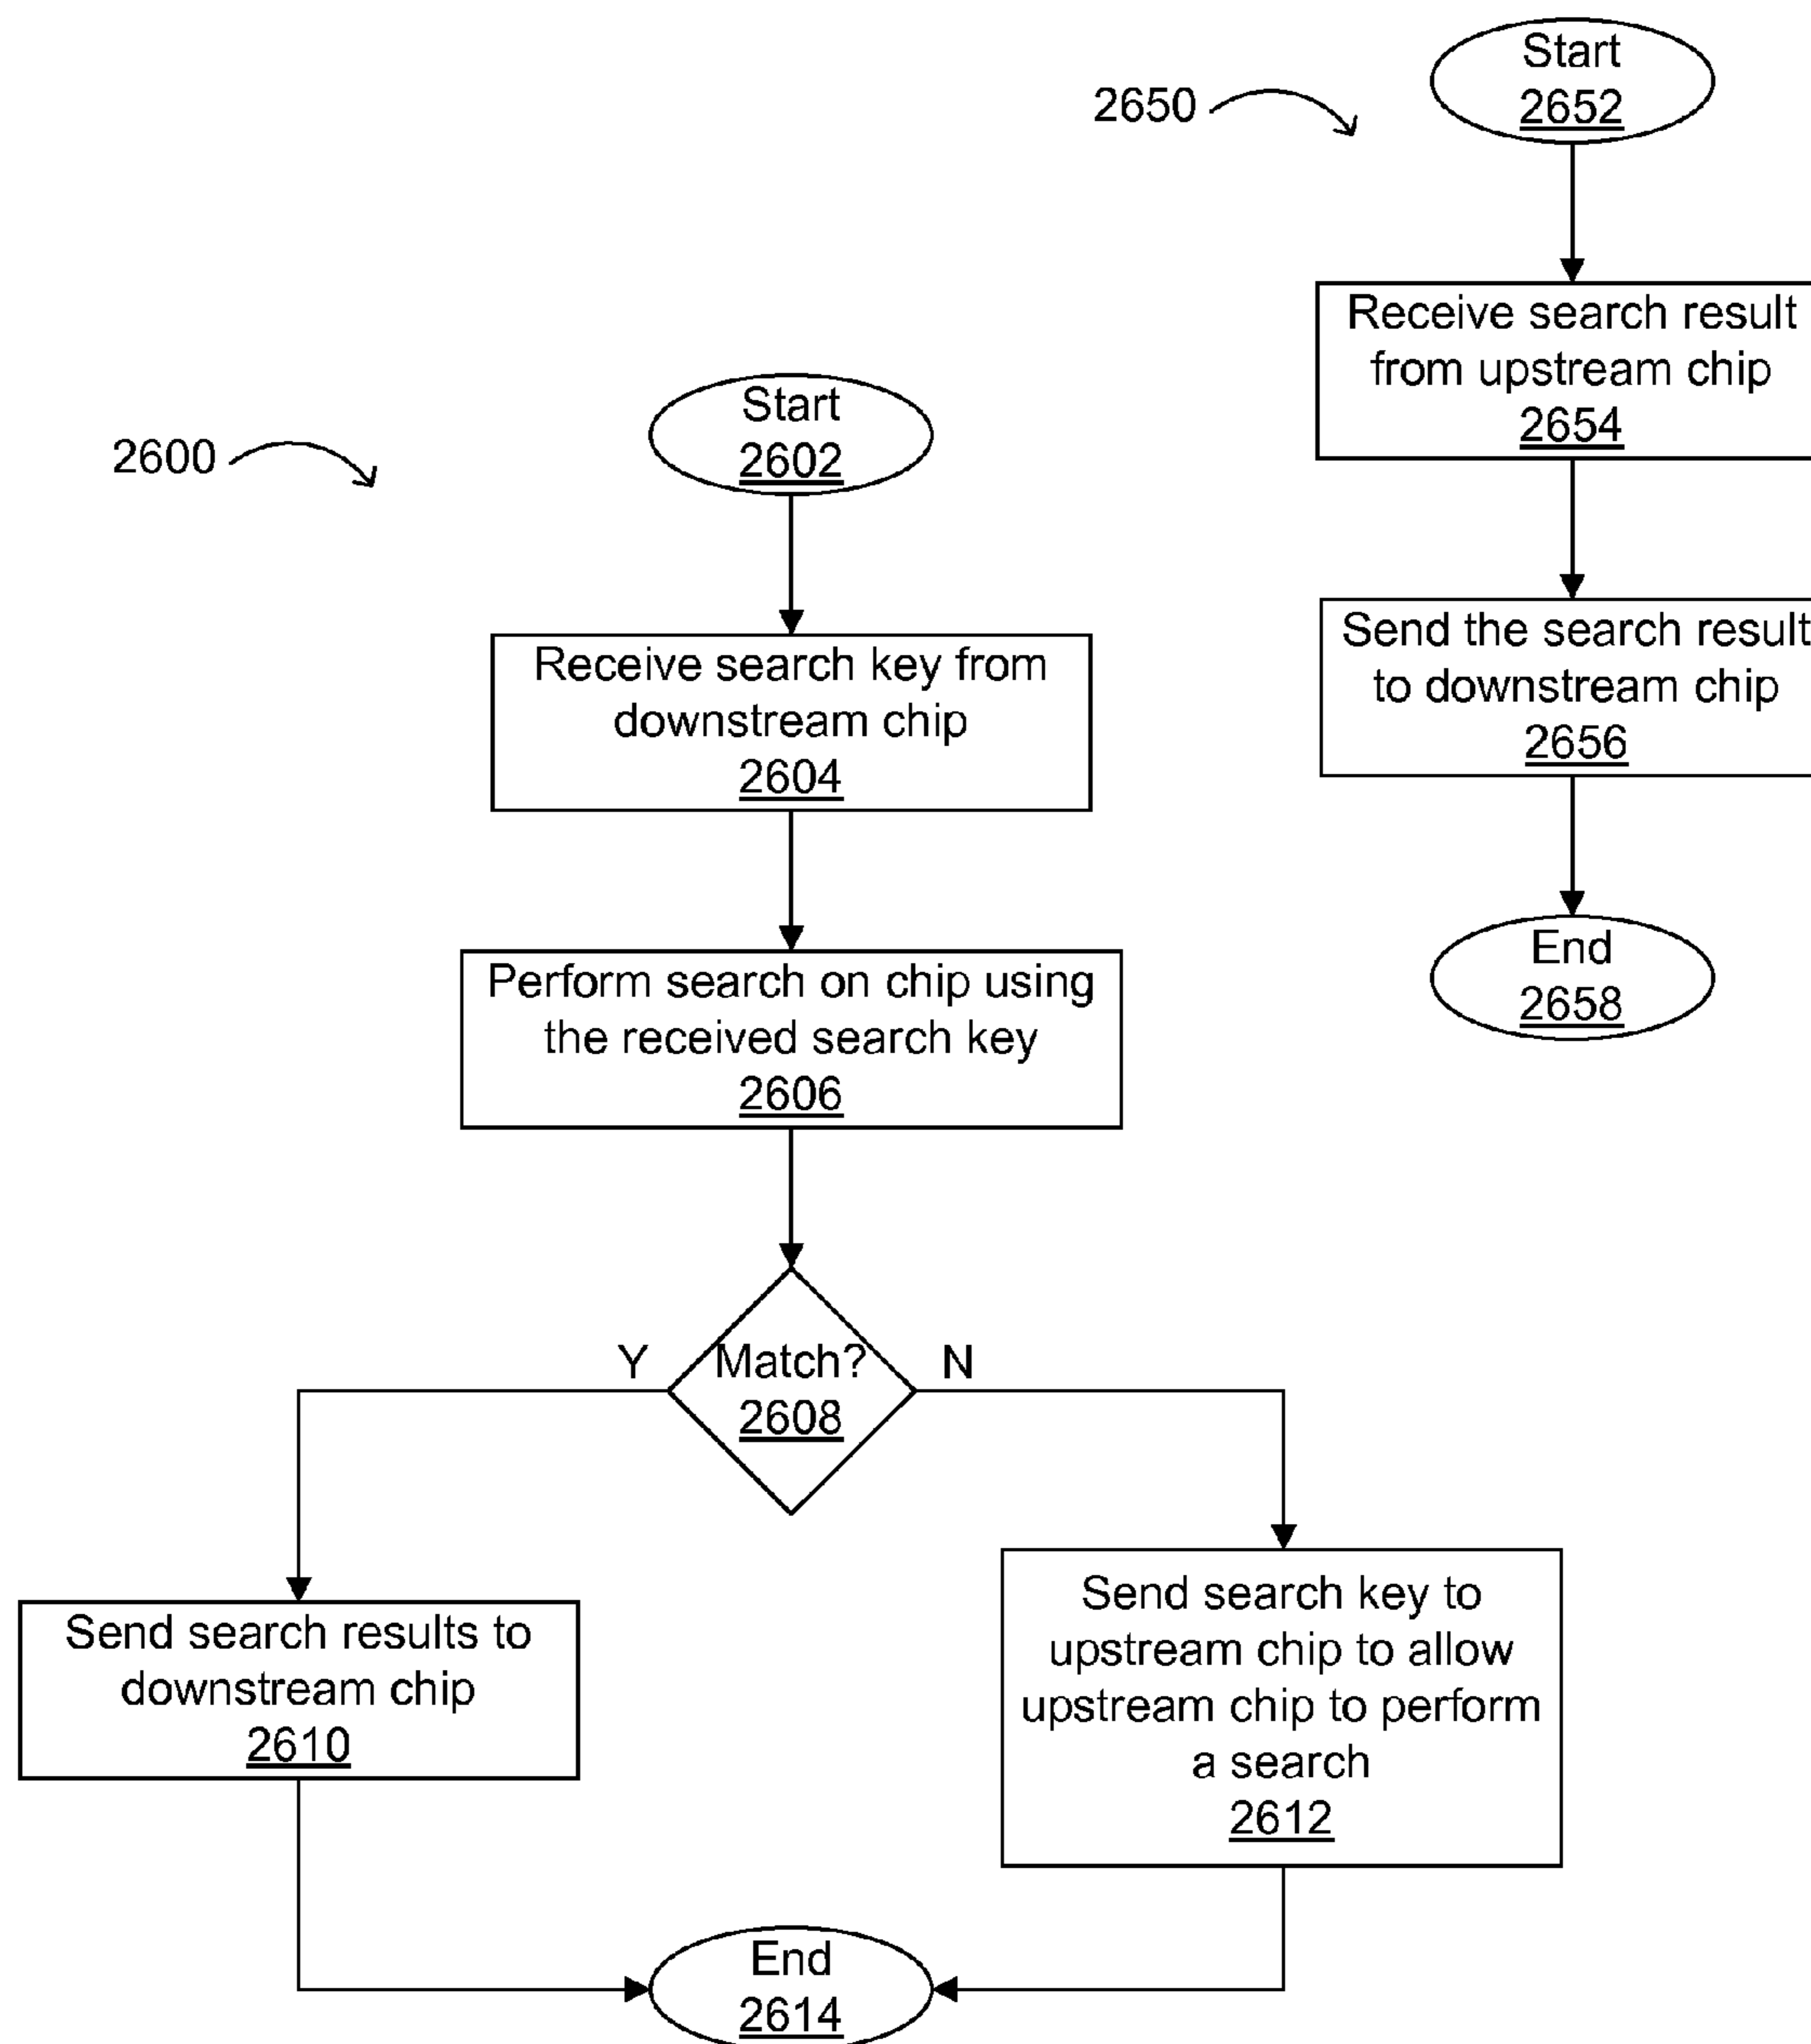 2650
Start
2652
Receive search result
from upstream chip
2654
Send the search result
to downstream chip
2656
End
2658
2600
Start
2602
Receive search key from
downstream chip
2604
Perform search on chip using
the received search key
2606
Y
Match?
2608
N
Send search results to
downstream chip
2610
Send search key to
upstream chip to allow
upstream chip to perform
a search
2612
End
2614